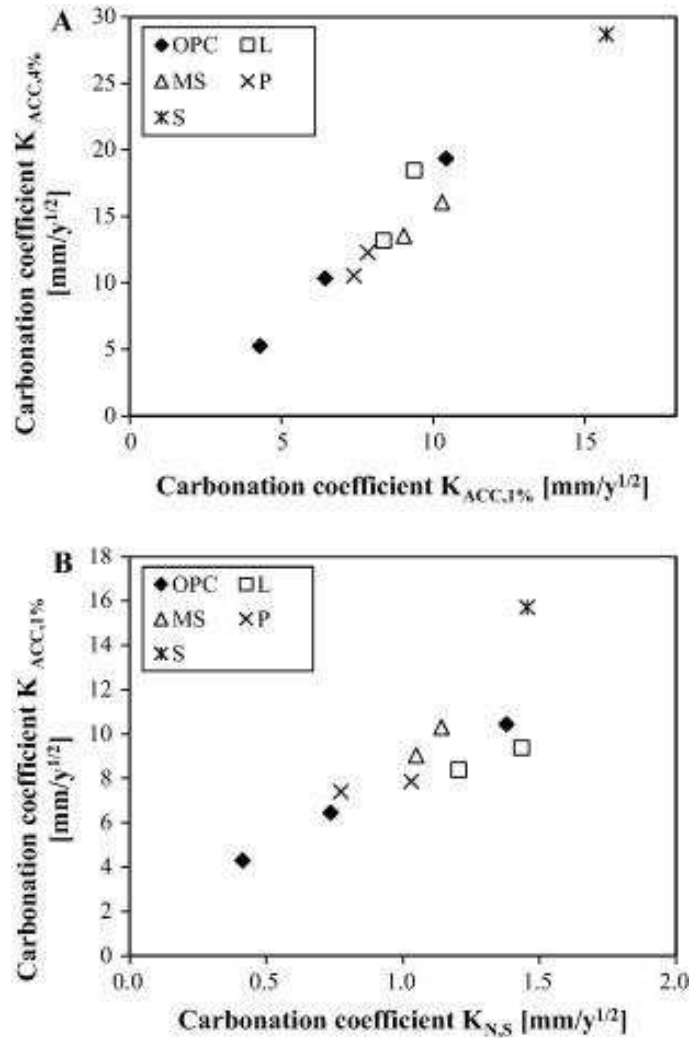 A
OPC L
MS P
S
Carbonation coefficient K ACC,4%
[mm/y1/2]
30
25
20
15
10
5
0
0 5 10 15
Carbonation coefficient KACC,1% [mm/y1/2]
B
OPC L
MS P
S
Carbonation coefficient K ACC,1%
[mm/y1/2]
18
16
14
12
10
8
6
4
2
0
0.0 0.5 1.0 1.5 2.0
Carbonation coefficient KN,S [mm/y1/2]